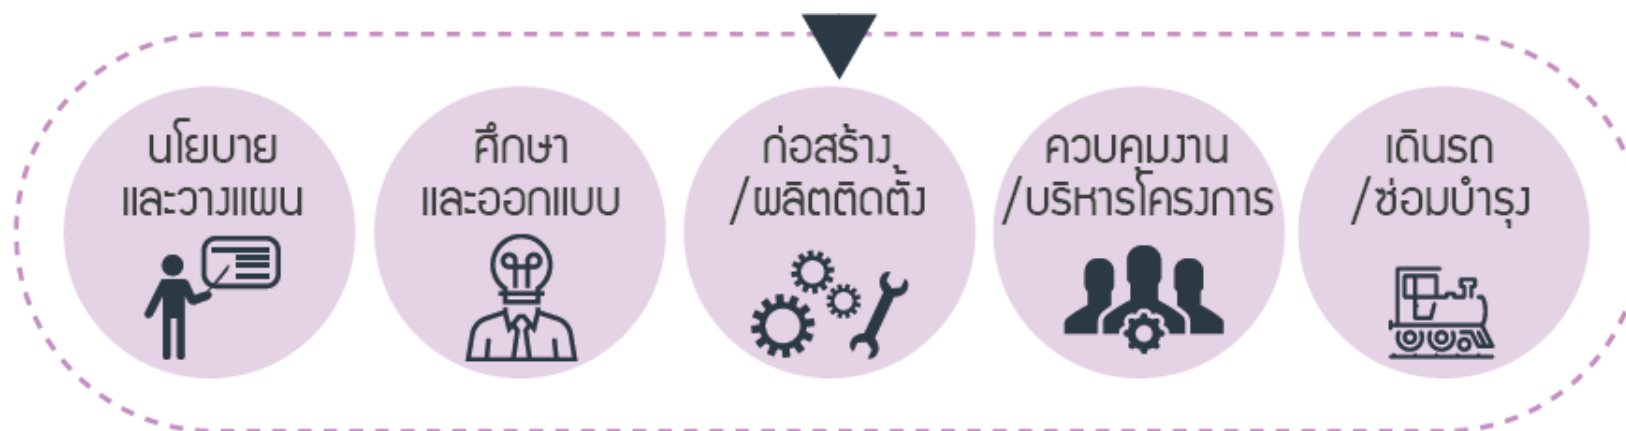 นโยบาย
และวางแผน
ศึกษา
และออกแบบ
ก่อสร้าง
/ผลิตติดตั้ง
ควบคุมงาน
/บริหารโครงการ
เดินรถ
/ซ่อมบำรุง